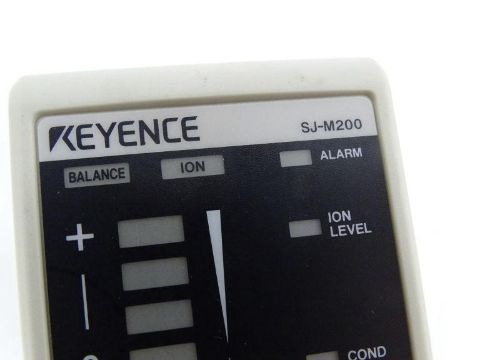 KEYENCE
SJ-M200
BALANCE
ION
ALARM
+
ION
LEVEL
COND